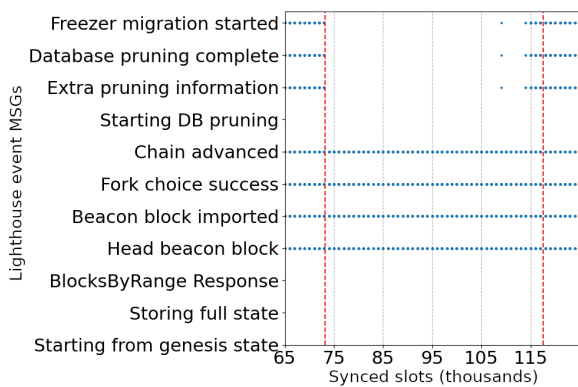 Lighthouse event MSGs
Freezer migration started
Database pruning complete
Extra pruning information
Starting DB pruning
Chain advanced
Fork choice success
Beacon block imported
Head beacon block
BlocksByRange Response
Storing full state
Starting from genesis state
65 75 85 95 105 115
Synced slots (thousands)